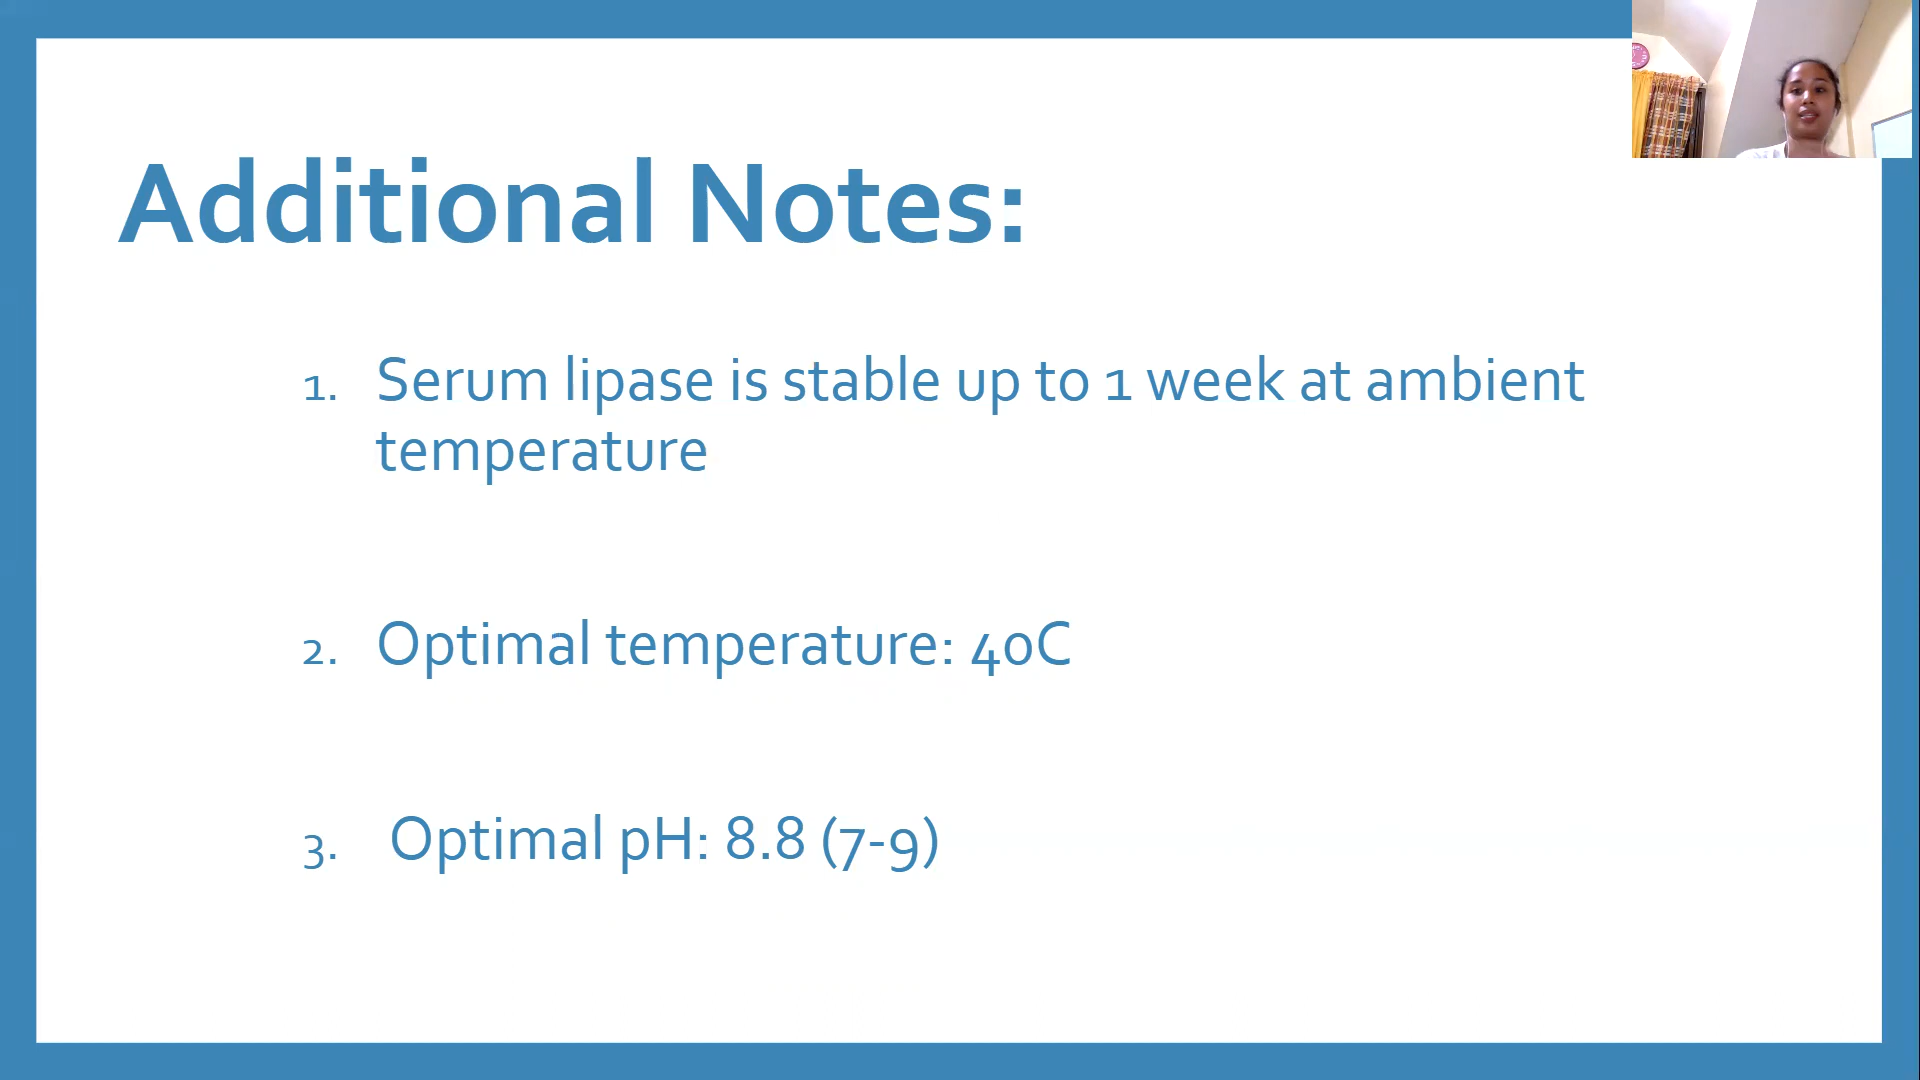 Additional Notes:
1. Serum lipase is stable up to 1 week at ambient
temperature
2. Optimal temperature: 40C
3. Optimal pH: 8.8 (7-9)